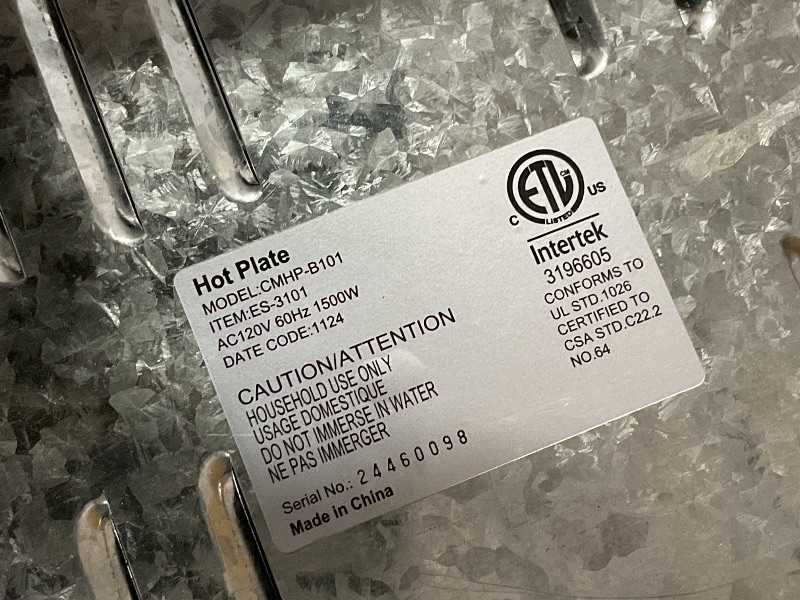 Hot Plate
MODEL:CMHP-B101
ITEM:ES-3101
AC120V 60Hz 1500W
DATE CODE:1124
CAUTION/ATTENTION
HOUSEHOLD USE ONLY
USAGE DOMESTIQUE
DO NOT IMMERSE IN WATER
NE PAS IMMERGER
Serial No.: 24460098
Made in China
ETL CM
C LISTED US
Intertek
3196605
CONFORMS TO
UL STD.1026
CERTIFIED TO
CSA STD.C22.2
NO.64